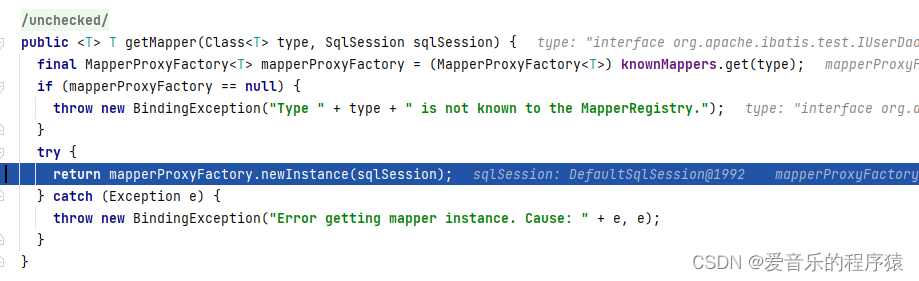 /unchecked/
public <T> T getMapper(Class<T> type, SqlSession sqlSession) { type: "interface org.apache.ibatis.test.IUserDao
final MapperProxyFactory<T> mapperProxyFactory = (MapperProxyFactory<T>) knownMappers.get(type); mapperProxyF
if (mapperProxyFactory == null) {
throw new BindingException("Type " + type + " is not known to the MapperRegistry."); type: "interface org.a
}
try {
return mapperProxyFactory.newInstance(sqlSession); sqlSession: DefaultSqlSession@1992 mapperProxyFactory
} catch (Exception e) {
throw new BindingException("Error getting mapper instance. Cause: " + e, e);
}
}
CSDN @爱音乐的程序猿